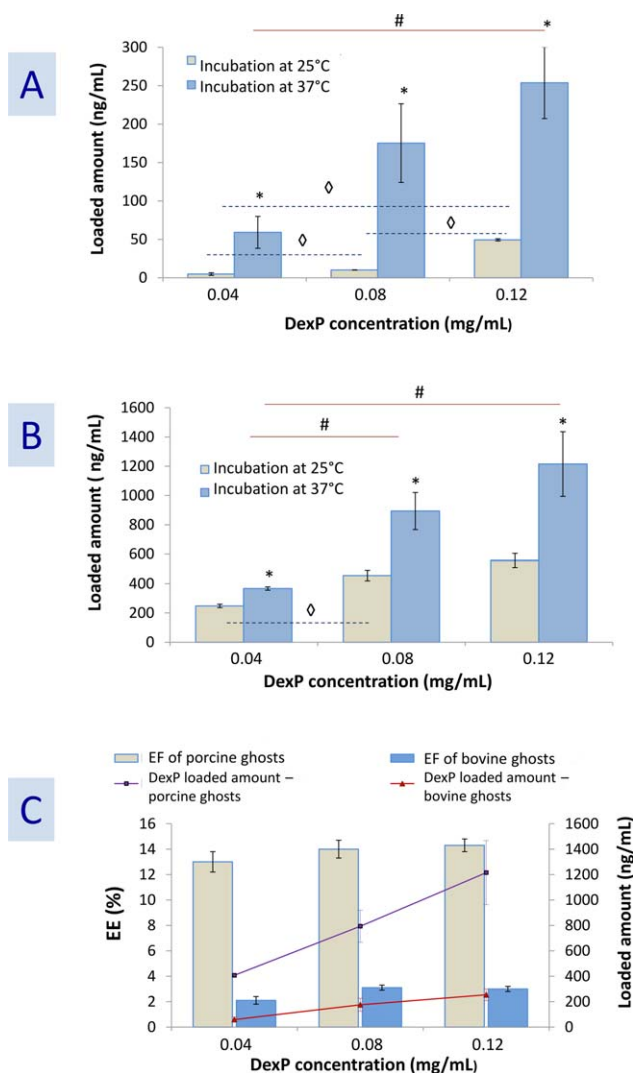 A
#
*
300
Incubation at 25°C
Incubation at 37°C
*
250
200
150
◊
*
100
◊
◊
50
0
0.04 0.08 0.12
Loaded amount (ng/mL)
DexP concentration (mg/mL)
B
#
#
*
1600
1400
Incubation at 25°C
Incubation at 37°C
*
1200
1000
800
*
600
400
◊
200
0
0.04 0.08 0.12
Loaded amount ( ng/mL)
DexP concentration (mg/mL)
C
EF of porcine ghosts
EF of bovine ghosts
DexP loaded amount –
porcine ghosts
DexP loaded amount –
bovine ghosts
16 1600
14 1400
12 1200
10 1000
8 800
6 600
4 400
2 200
0 0
0.04 0.08 0.12
EE (%)
Loaded amount (ng/mL)
DexP concentration (mg/mL)